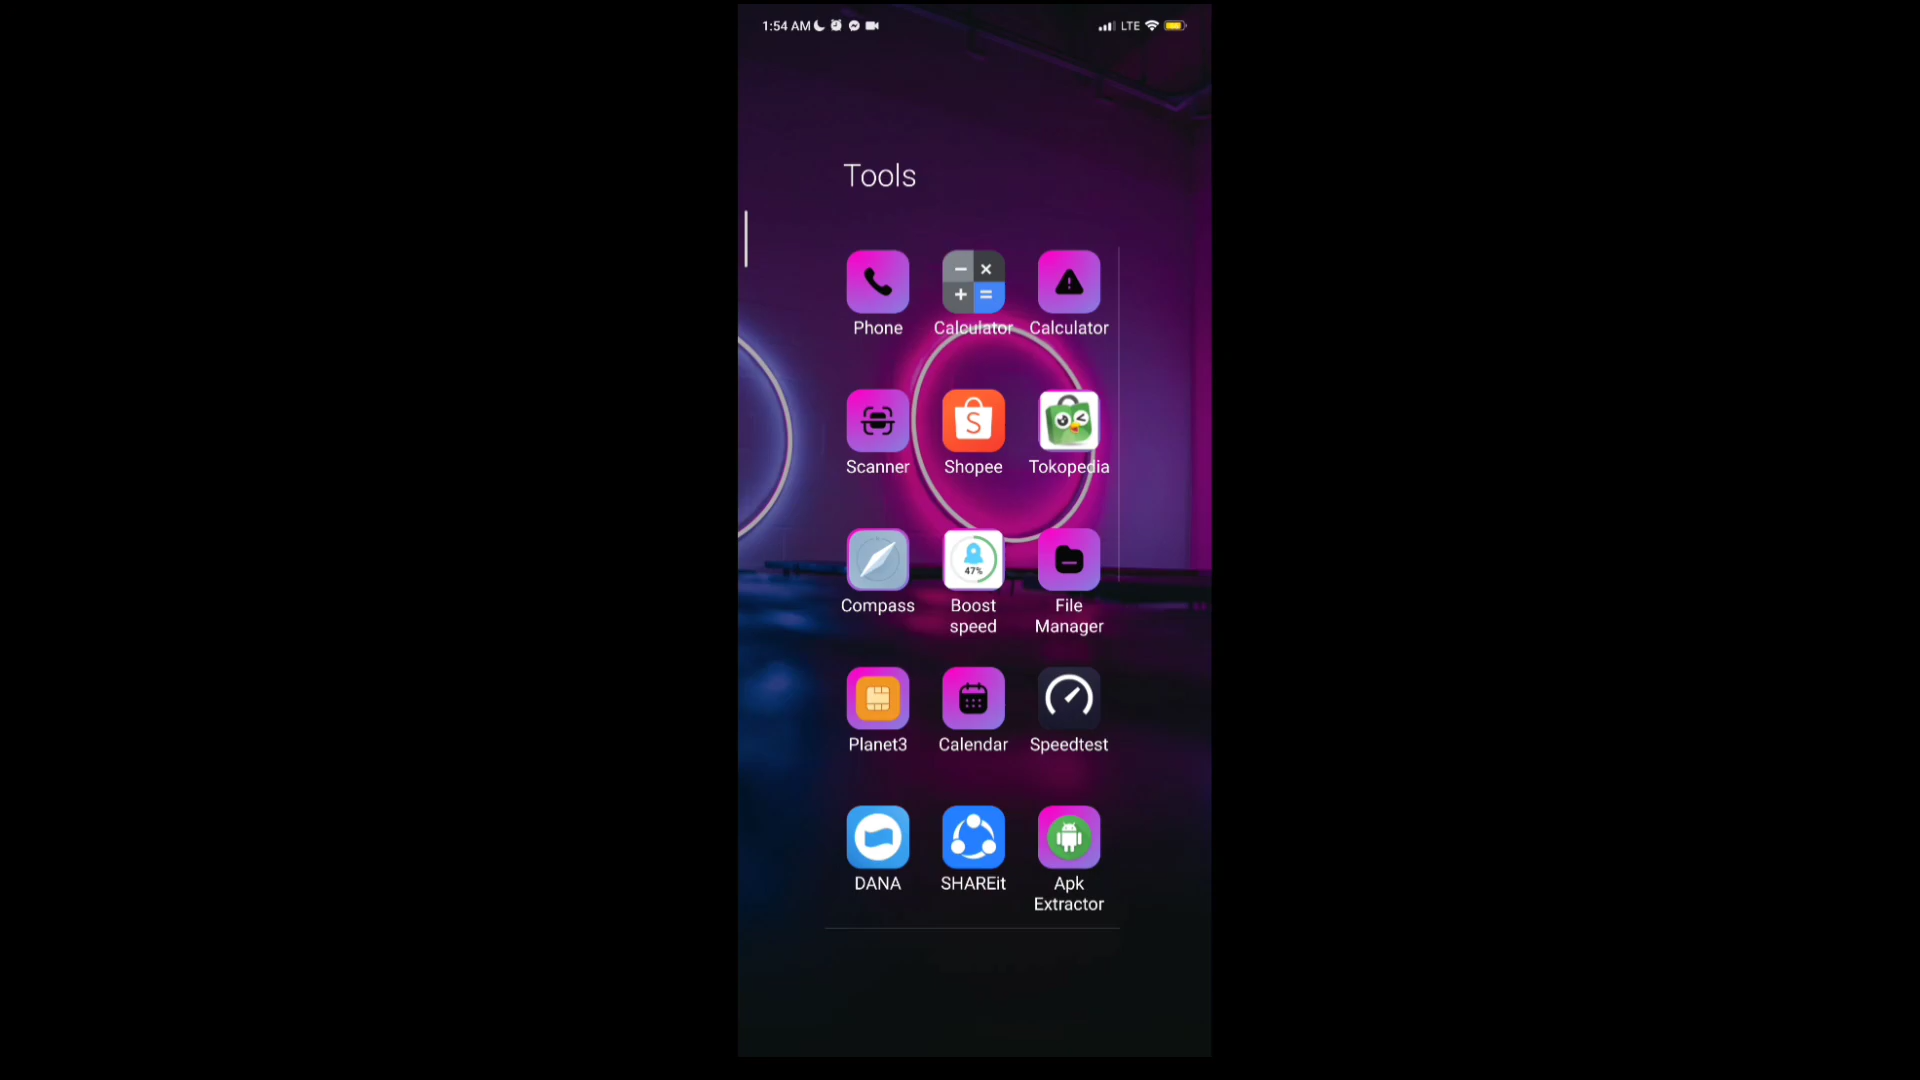 1:54 AM LTE
Tools
Phone Calculator Calculator
Scanner Shopee Tokopedia
47%
Compass Boost speed File Manager
Planet3 Calendar Speedtest
DANA SHAREit Apk Extractor